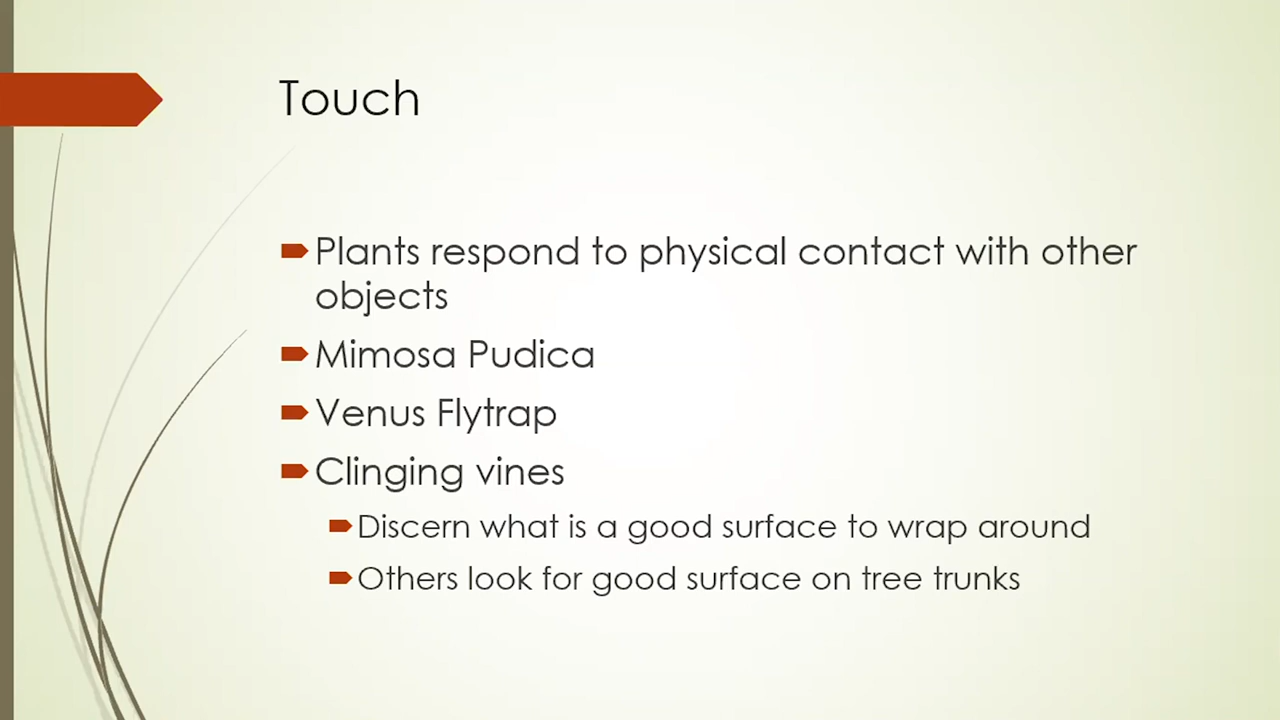 Touch
Plants respond to physical contact with other
objects
Mimosa Pudica
Venus Flytrap
Clinging vines
Discern what is a good surface to wrap around
Others look for good surface on tree trunks